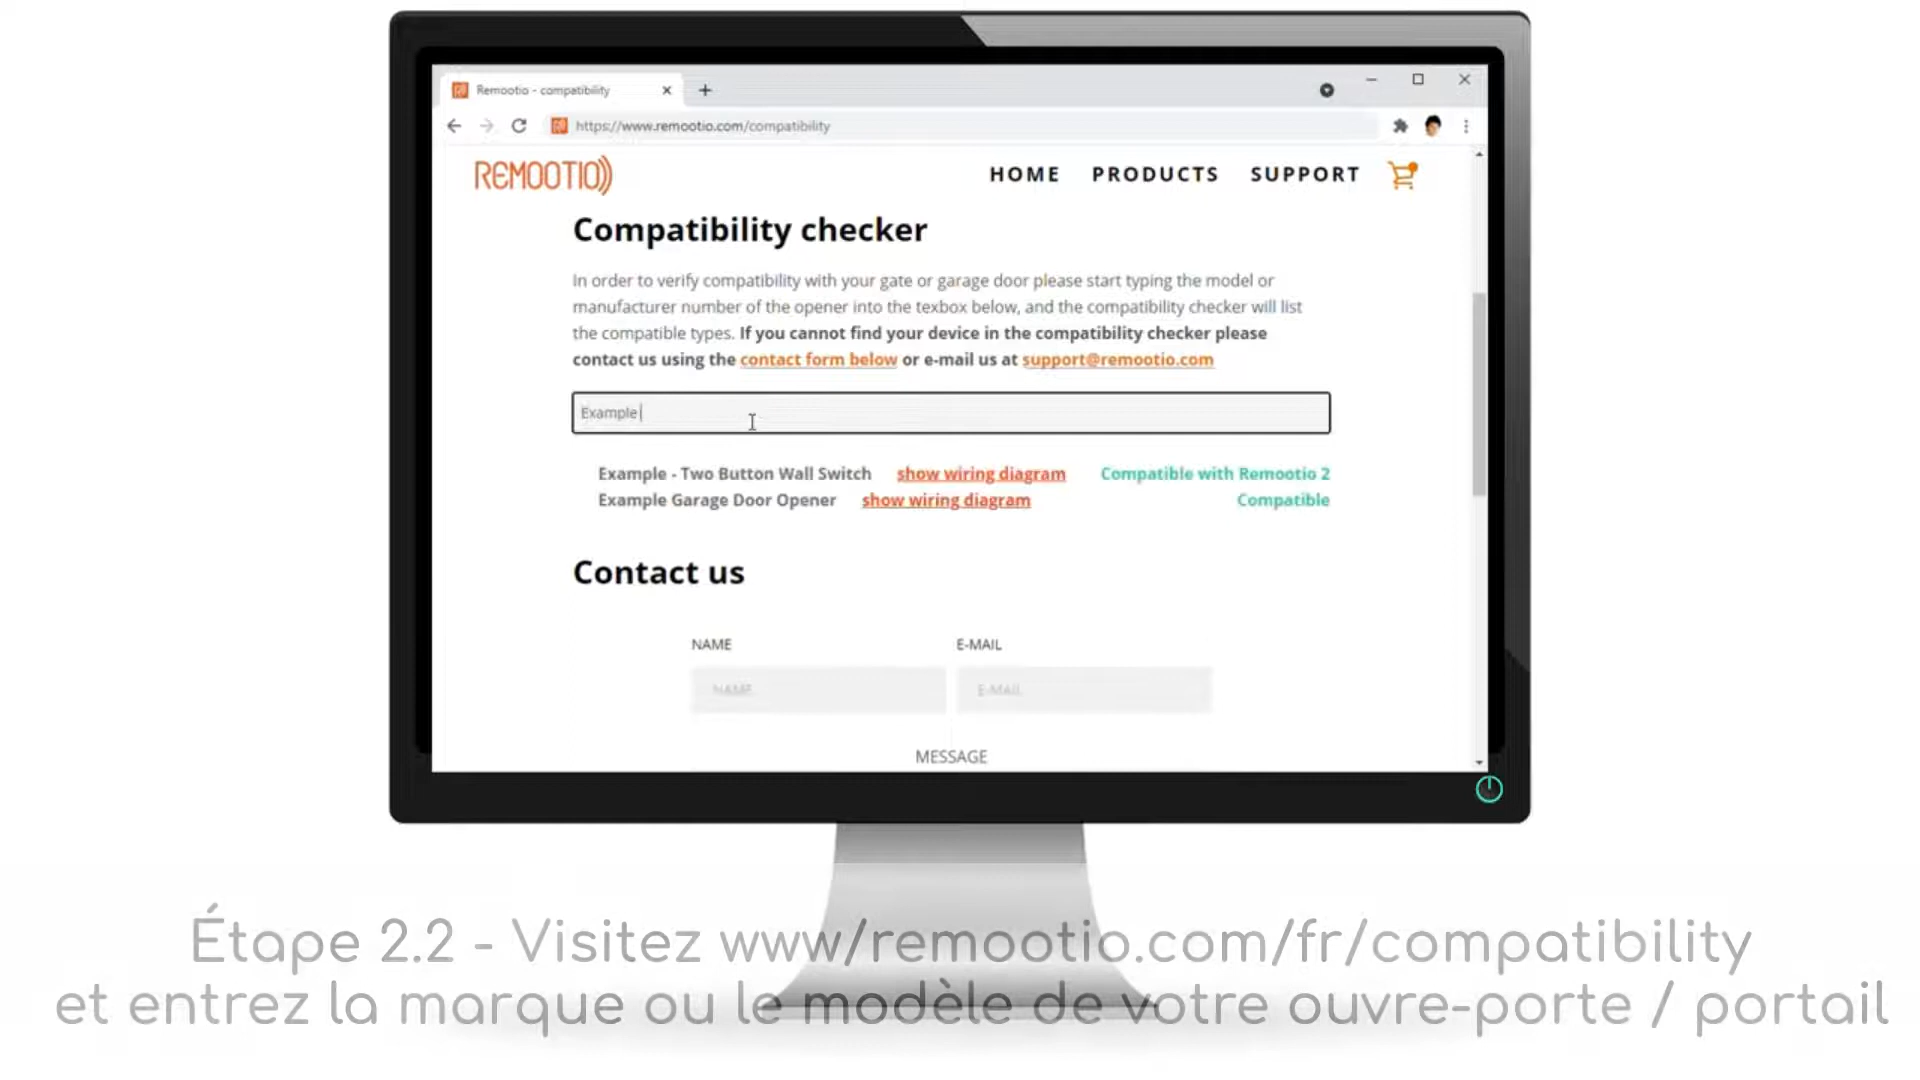 Remootio - compatibility
https://www.remootio.com/compatibility
REMOOTIO
HOME PRODUCTS SUPPORT
Compatibility checker
In order to verify compatibility with your gate or garage door please start typing the model or
manufacturer number of the opener into the texbox below, and the compatibility checker will list
the compatible types. If you cannot find your device in the compatibility checker please
contact us using the contact form below or e-mail us at support@remootio.com
Example
Example - Two Button Wall Switch show wiring diagram Compatible with Remootio 2
Example Garage Door Opener show wiring diagram Compatible
Contact us
NAME E-MAIL
NAME E-MAIL
MESSAGE
Étape 2.2 - Visitez www/remootio.com/fr/compatibility
et entrez la marque ou le modèle de votre ouvre-porte / portail